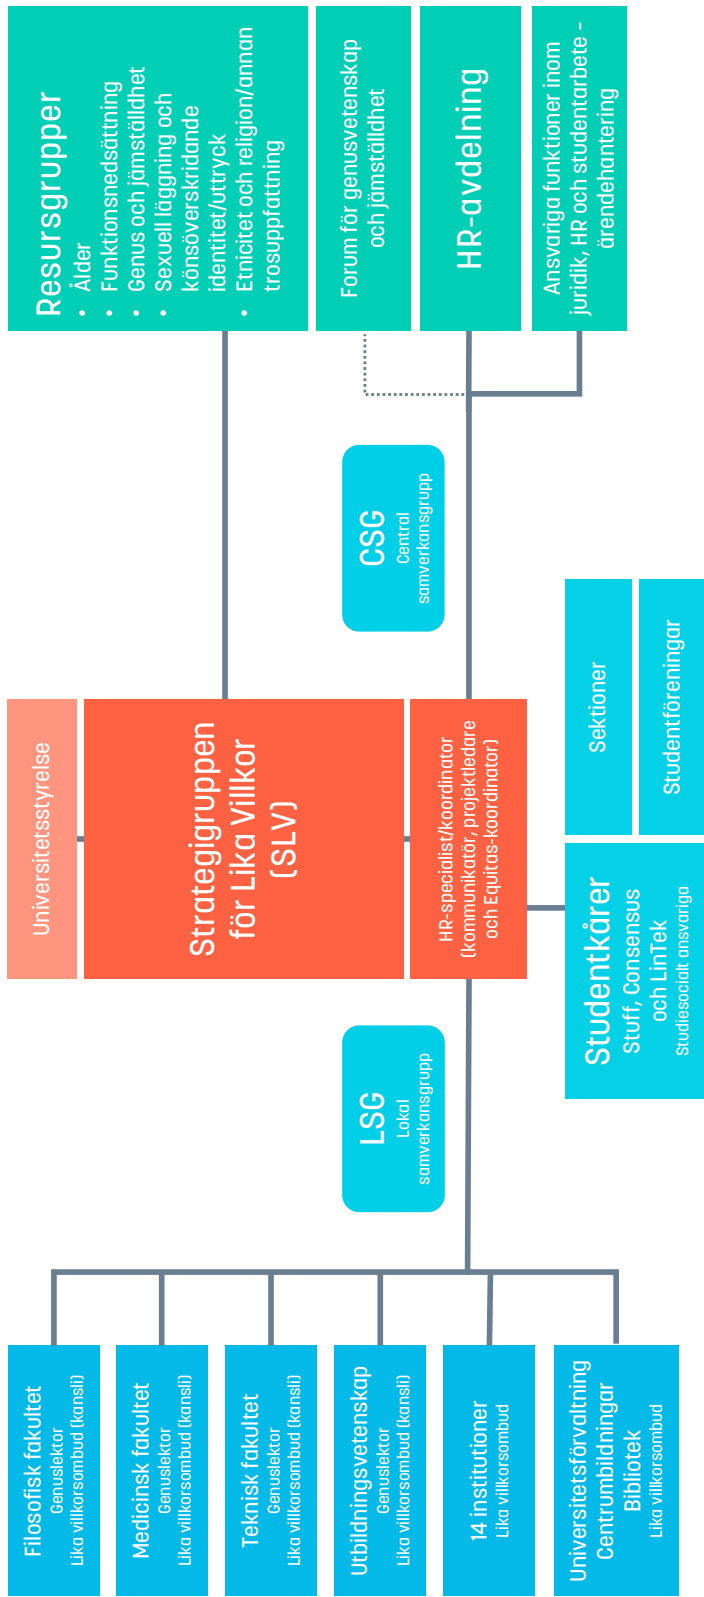 Filosofisk fakultet
Genuslektor
Lika villkorsombud (kansli)
Medicinsk fakultet
Genuslektor
Lika villkorsombud (kansli)
Teknisk fakultet
Genuslektor
Lika villkorsombud (kansli)
Utbildningsvetenskap
Genuslektor
Lika villkorsombud (kansli)
14 institutioner
Lika villkorsombud
Universitetsförvaltning
Centrumbildningar
Bibliotek
Lika villkorsombud
LSG
Lokal
samverkansgrupp
Universitetsstyrelse
Strategigruppen
för Lika Villkor
(SLV)
HR-specialist/koordinator
(kommunikatör, projektledare
och Equitas-koordinator)
Studentkårer
Stuff, Consensus
och LinTek
Studiesocialt ansvariga
Sektioner
Studentföreningar
CSG
Central
samverkansgrupp
Resursgrupper
• Ålder
• Funktionsnedsättning
• Genus och jämställdhet
• Sexuell läggning och
könsöverskridande
identitet/uttryck
• Etnicitet och religion/annan
trosuppfattning
Forum för genusvetenskap
och jämställdhet
HR-avdelning
Ansvariga funktioner inom
juridik, HR och studentarbete –
ärendehantering